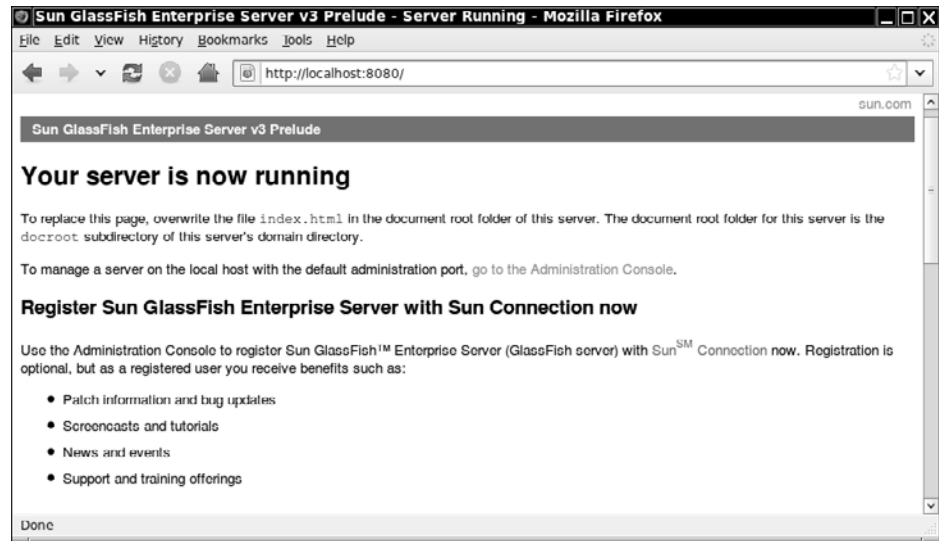 Sun GlassFish Enterprise Server v3 Prelude - Server Running - Mozilla Firefox
File Edit View History Bookmarks Tools Help
http://localhost:8080/
sun.com
Sun GlassFish Enterprise Server v3 Prelude
Your server is now running
To replace this page, overwrite the file index.html in the document root folder of this server. The document root folder for this server is the
docroot subdirectory of this server's domain directory.
To manage a server on the local host with the default administration port, go to the Administration Console.
Register Sun GlassFish Enterprise Server with Sun Connection now
Use the Administration Console to register Sun GlassFish™ Enterprise Server (GlassFish server) with Sun℠ Connection now. Registration is
optional, but as a registered user you receive benefits such as:
• Patch information and bug updates
• Screencasts and tutorials
• News and events
• Support and training offerings
Done